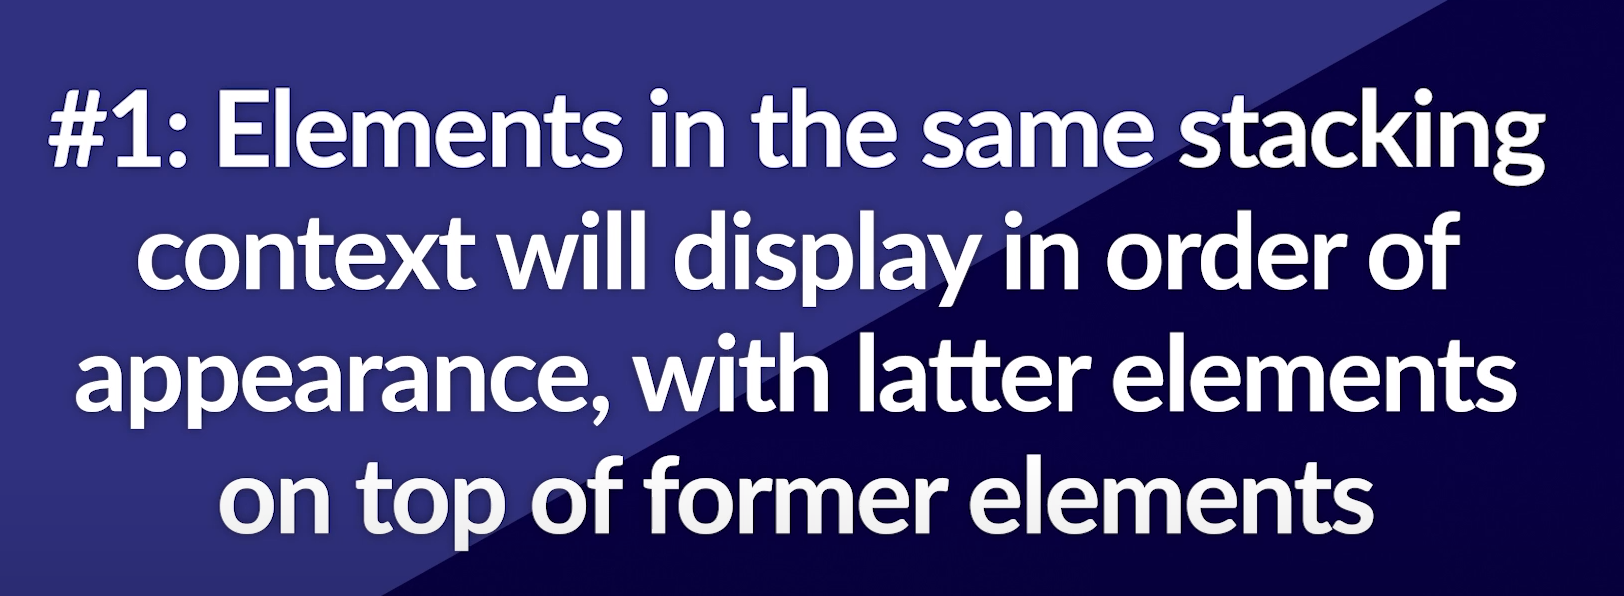 #1: Elements in the same stacking
context will display in order of
appearance, with latter elements
on top of former elements